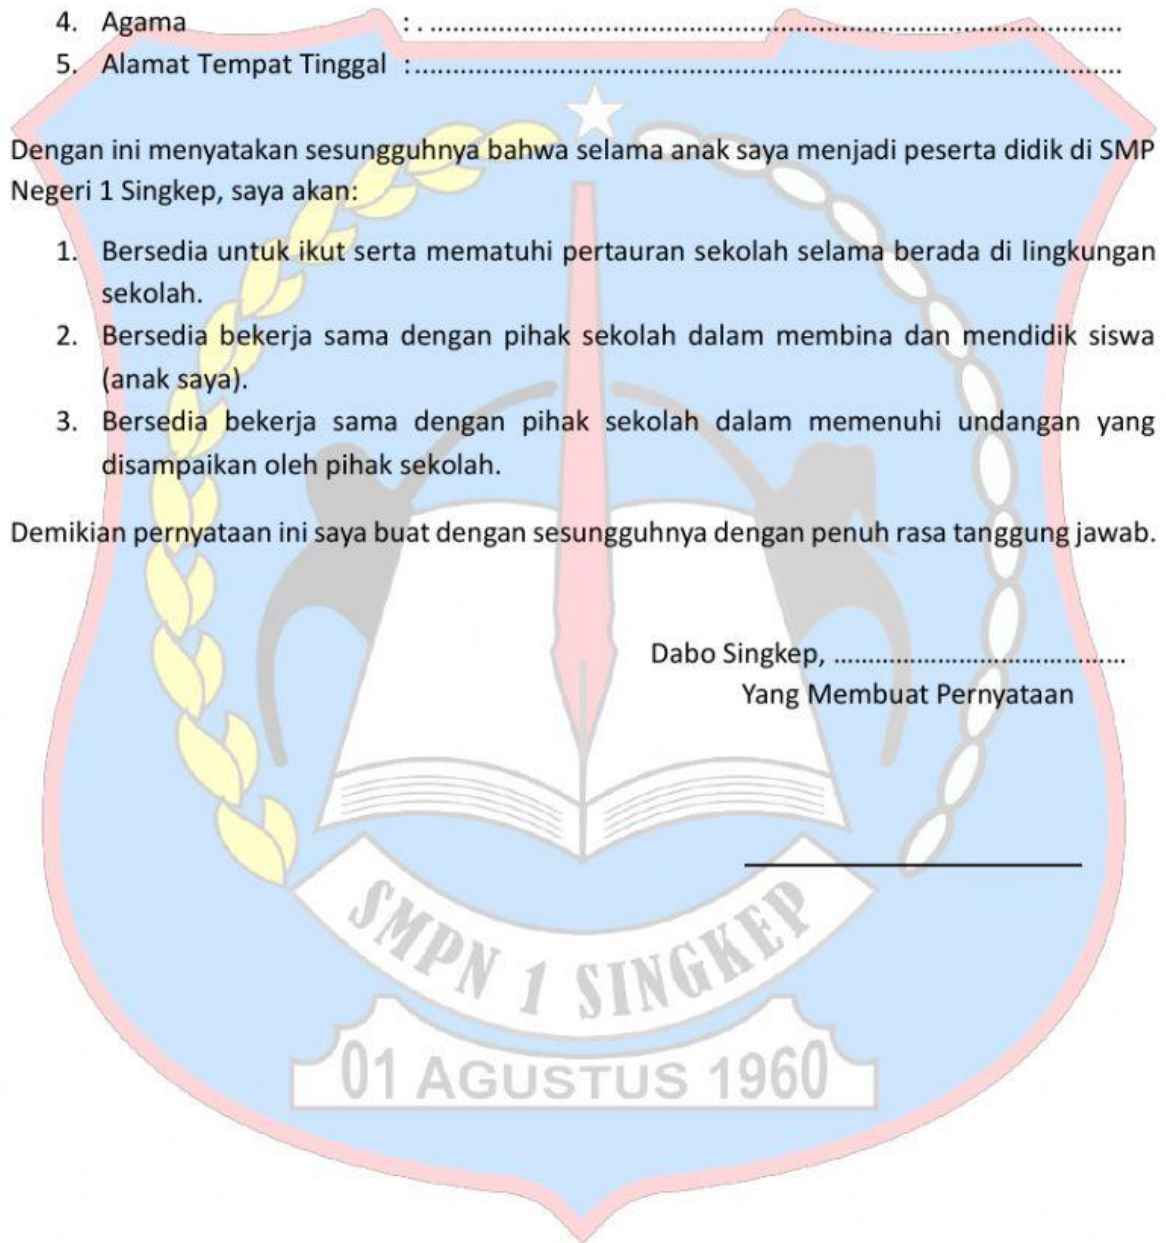 4. Agama : ................................................................................................
5. Alamat Tempat Tinggal :................................................................................................
Dengan ini menyatakan sesungguhnya bahwa selama anak saya menjadi peserta didik di SMP
Negeri 1 Singkep, saya akan:
1. Bersedia untuk ikut serta mematuhi pertauran sekolah selama berada di lingkungan
sekolah.
2. Bersedia bekerja sama dengan pihak sekolah dalam membina dan mendidik siswa
(anak saya).
3. Bersedia bekerja sama dengan pihak sekolah dalam memenuhi undangan yang
disampaikan oleh pihak sekolah.
Demikian pernyataan ini saya buat dengan sesungguhnya dengan penuh rasa tanggung jawab.
Dabo Singkep, ..........................................
Yang Membuat Pernyataan
SMPN 1 SINGKEP
01 AGUSTUS 1960